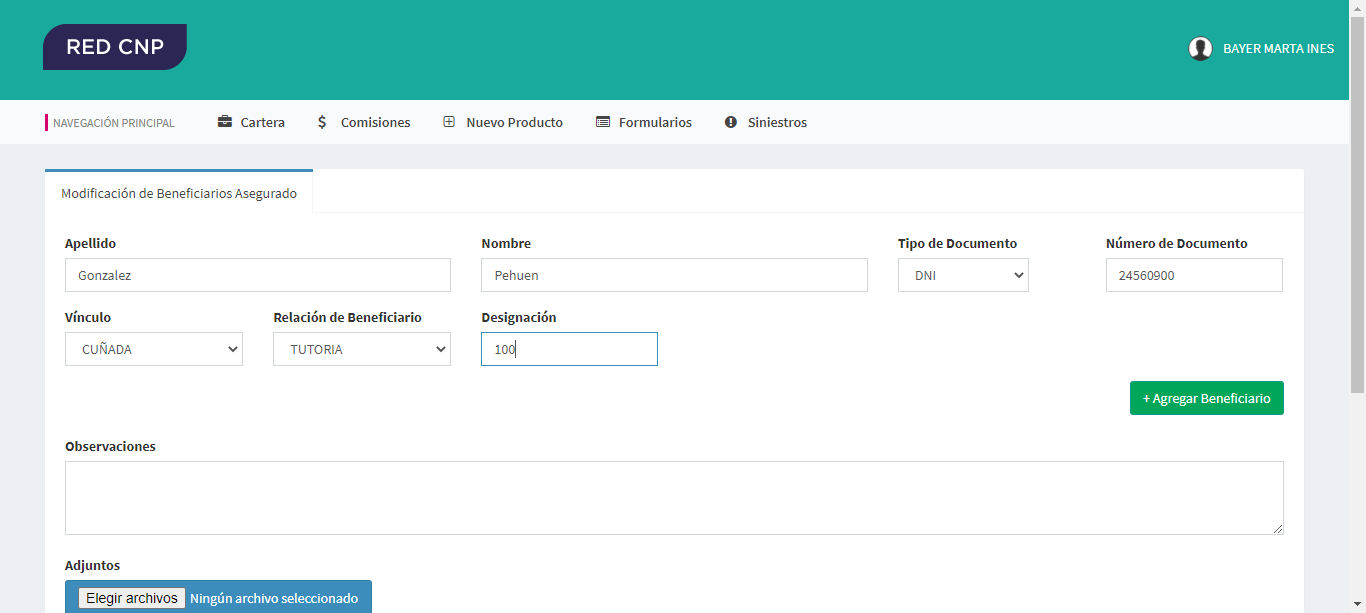 RED CNP
BAYER MARTA INES
NAVEGACIÓN PRINCIPAL
Cartera
Comisiones
Nuevo Producto
Formularios
Siniestros
Modificación de Beneficiarios Asegurado
Apellido
Nombre
Tipo de Documento
Número de Documento
Gonzalez
Pehuen
DNI
24560900
Vínculo
Relación de Beneficiario
Designación
CUÑADA
TUTORIA
100
+ Agregar Beneficiario
Observaciones
Adjuntos
Elegir archivos Ningún archivo seleccionado